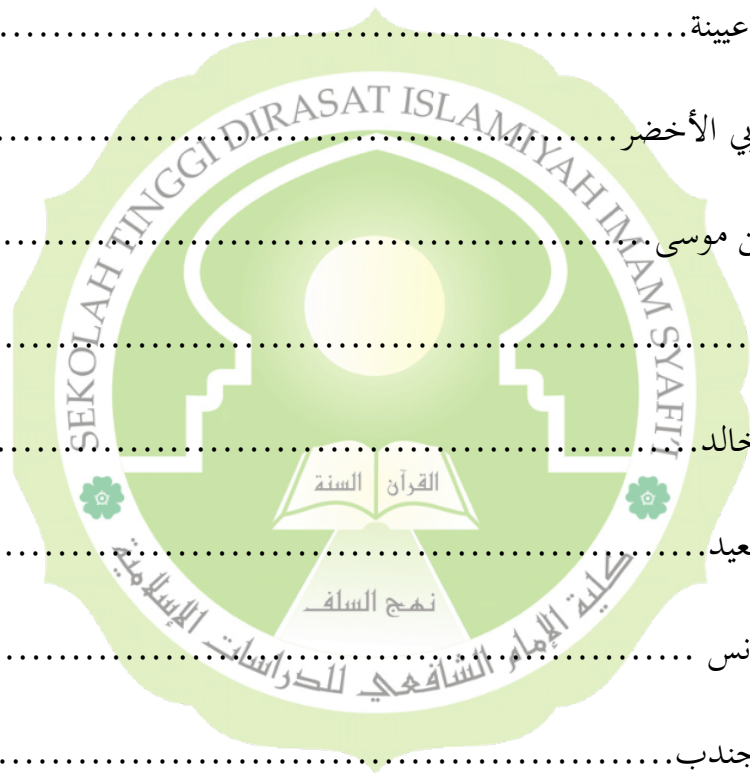 عيينة......................................................
بي الأخضر......................................................
ن موسى......................................................
......................................................
خالد......................................................
عيد......................................................
نس ......................................................
جندب......................................................
SEKOLAH TINGGI DIRASAT ISLAMIYAH IMAM SYAFI'I
القرآن السنة
نهج السلف
كلية الإمام الشافعي للدراسات الإسلامية